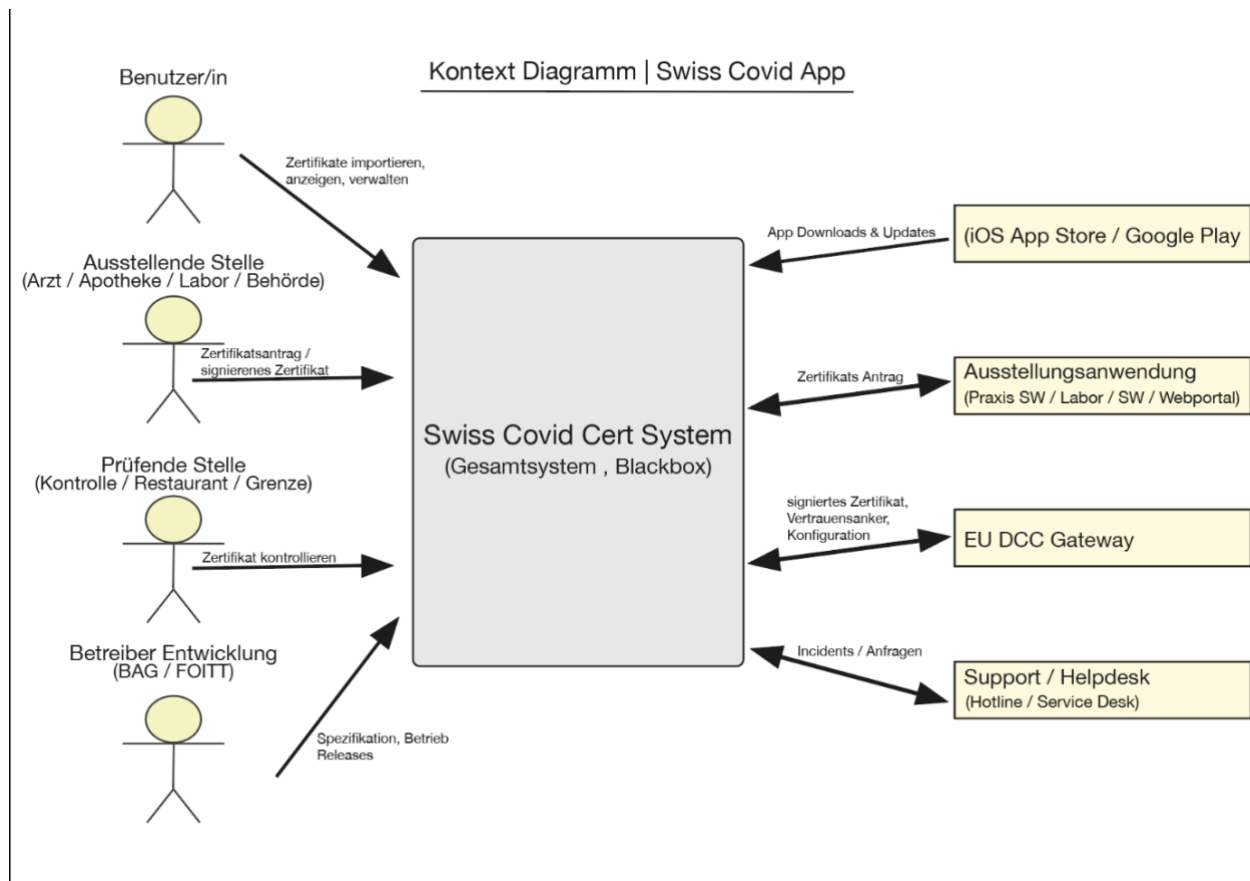 Kontext Diagramm | Swiss Covid App
Benutzer/in
Zertifikate importieren,
anzeigen, verwalten
Ausstellende Stelle
(Arzt / Apotheke / Labor / Behörde)
Zertifikatsantrag /
signierenes Zertifikat
Prüfende Stelle
(Kontrolle / Restaurant / Grenze)
Zertifikat kontrollieren
Betreiber Entwicklung
(BAG / FOITT)
Spezifikation, Betrieb
Releases
Swiss Covid Cert System
(Gesamtsystem , Blackbox)
App Downloads & Updates
(iOS App Store / Google Play
Zertifikats Antrag
Ausstellungsanwendung
(Praxis SW / Labor / SW / Webportal)
signiertes Zertifikat,
Vertrauensanker,
Konfiguration
EU DCC Gateway
Incidents / Anfragen
Support / Helpdesk
(Hotline / Service Desk)